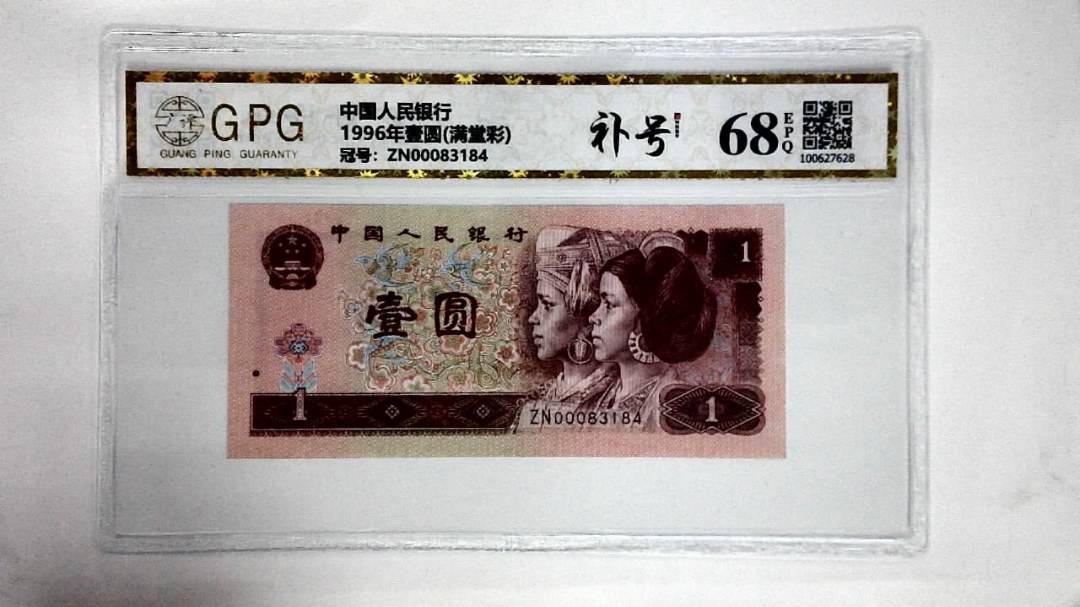 GPG
GUANG PING GUARANTY
中国人民银行
1996年壹圆(满堂彩)
冠号：ZN00083184
补号
68
EPQ
100627628
中国人民银行
1
壹圆
1
ZN00083184
1